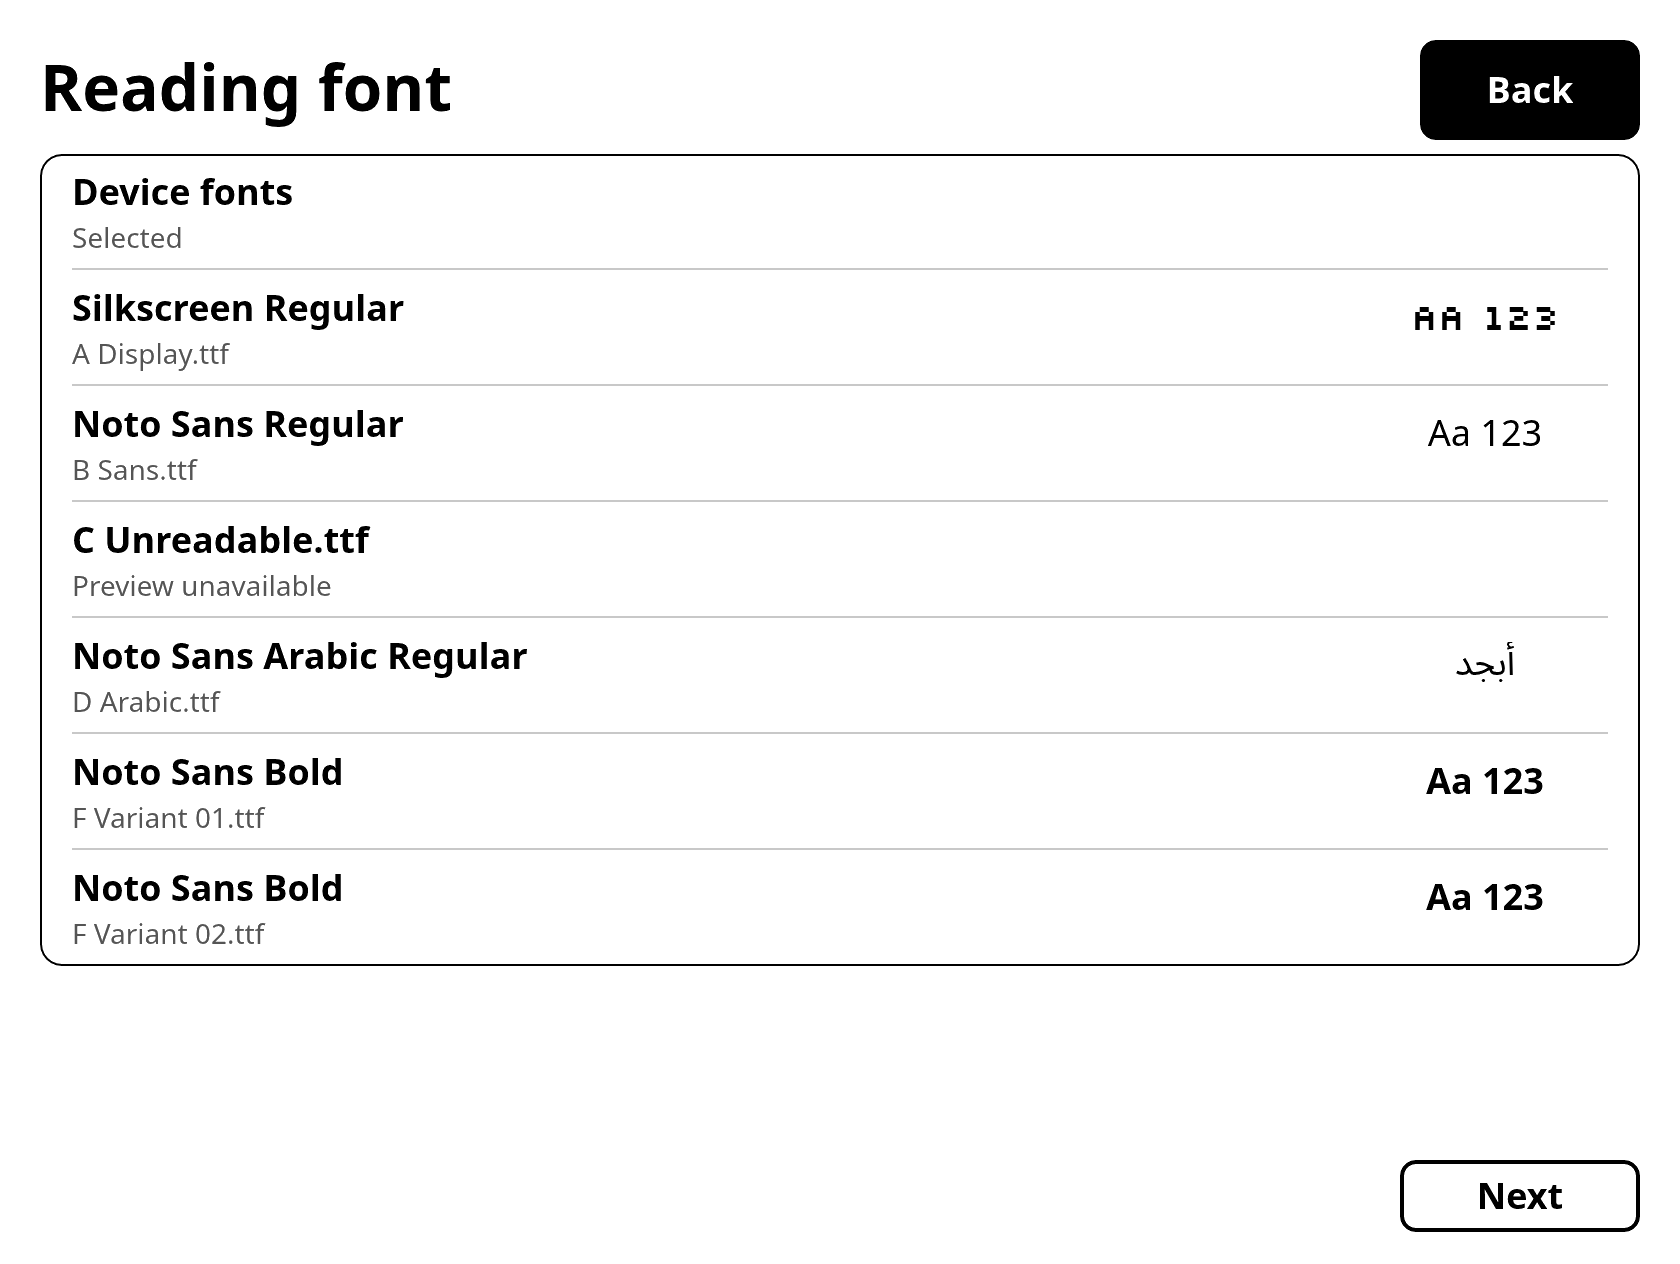 Reading font
Back
Device fonts
Selected
Silkscreen Regular
A Display.ttf
AA 123
Noto Sans Regular
B Sans.ttf
Aa 123
C Unreadable.ttf
Preview unavailable
Noto Sans Arabic Regular
D Arabic.ttf
أبجد
Noto Sans Bold
F Variant 01.ttf
Aa 123
Noto Sans Bold
F Variant 02.ttf
Aa 123
Next